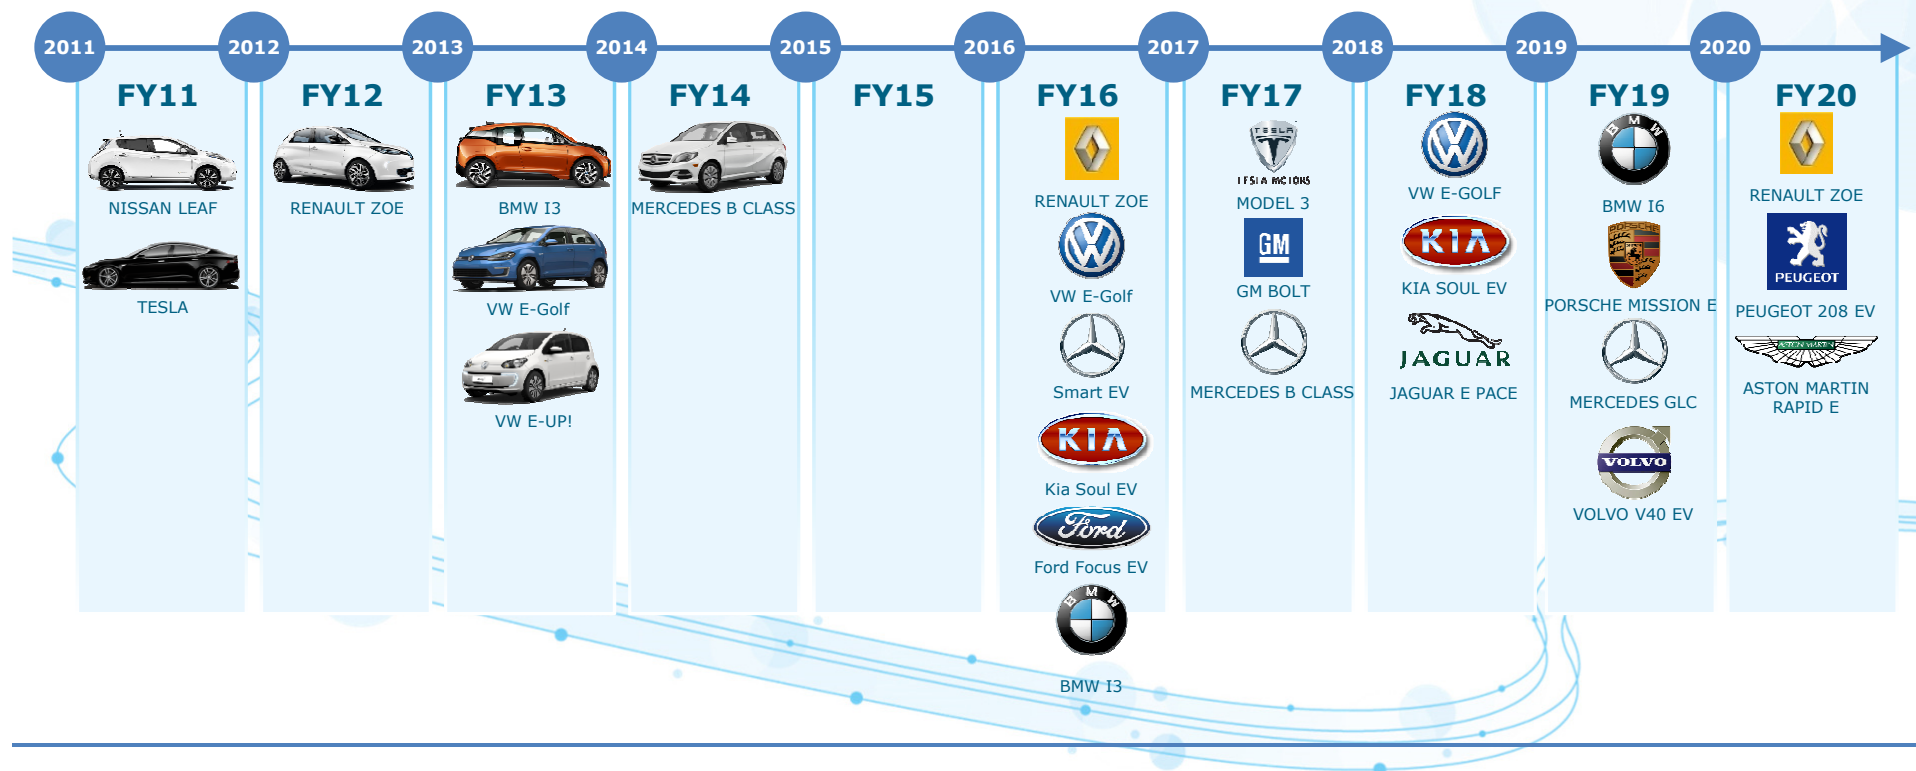 2011
2012
2013
2014
2015
2016
2017
2018
2019
2020
FY11
NISSAN LEAF
TESLA
FY12
RENAULT ZOE
FY13
BMW I3
VW E-Golf
VW E-UP!
FY14
MERCEDES B CLASS
FY15
FY16
RENAULT ZOE
VW E-Golf
Smart EV
KIA
Kia Soul EV
Ford
Ford Focus EV
BMW
BMW I3
FY17
TESLA
TESLA MOTORS
MODEL 3
GM
GM BOLT
MERCEDES B CLASS
FY18
VW E-GOLF
KIA
KIA SOUL EV
JAGUAR
JAGUAR E PACE
FY19
BMW
BMW I6
PORSCHE
PORSCHE MISSION E
MERCEDES GLC
VOLVO
VOLVO V40 EV
FY20
RENAULT ZOE
PEUGEOT
PEUGEOT 208 EV
ASTON MARTIN
ASTON MARTIN
RAPID E